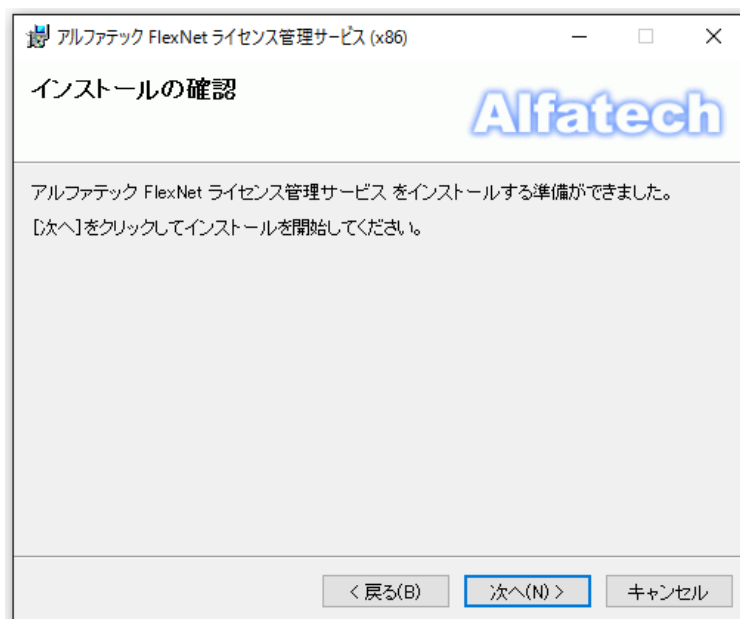 アルファテック FlexNet ライセンス管理サービス (x86)
インストールの確認
Alfatech
アルファテック FlexNet ライセンス管理サービス をインストールする準備ができました。
[次へ]をクリックしてインストールを開始してください。
< 戻る(B)
次へ(N) >
キャンセル